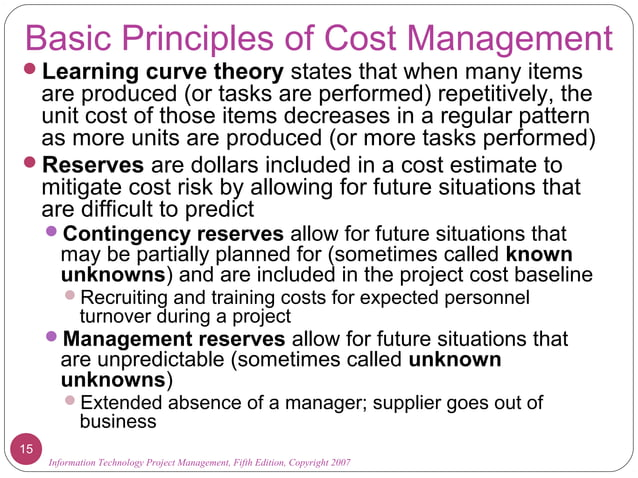 Basic Principles of Cost Management
Learning curve theory states that when many items
are produced (or tasks are performed) repetitively, the
unit cost of those items decreases in a regular pattern
as more units are produced (or more tasks performed)
Reserves are dollars included in a cost estimate to
mitigate cost risk by allowing for future situations that
are difficult to predict
Contingency reserves allow for future situations that
may be partially planned for (sometimes called known
unknowns) and are included in the project cost baseline
Recruiting and training costs for expected personnel
turnover during a project
Management reserves allow for future situations that
are unpredictable (sometimes called unknown
unknowns)
Extended absence of a manager; supplier goes out of
business
15
Information Technology Project Management, Fifth Edition, Copyright 2007